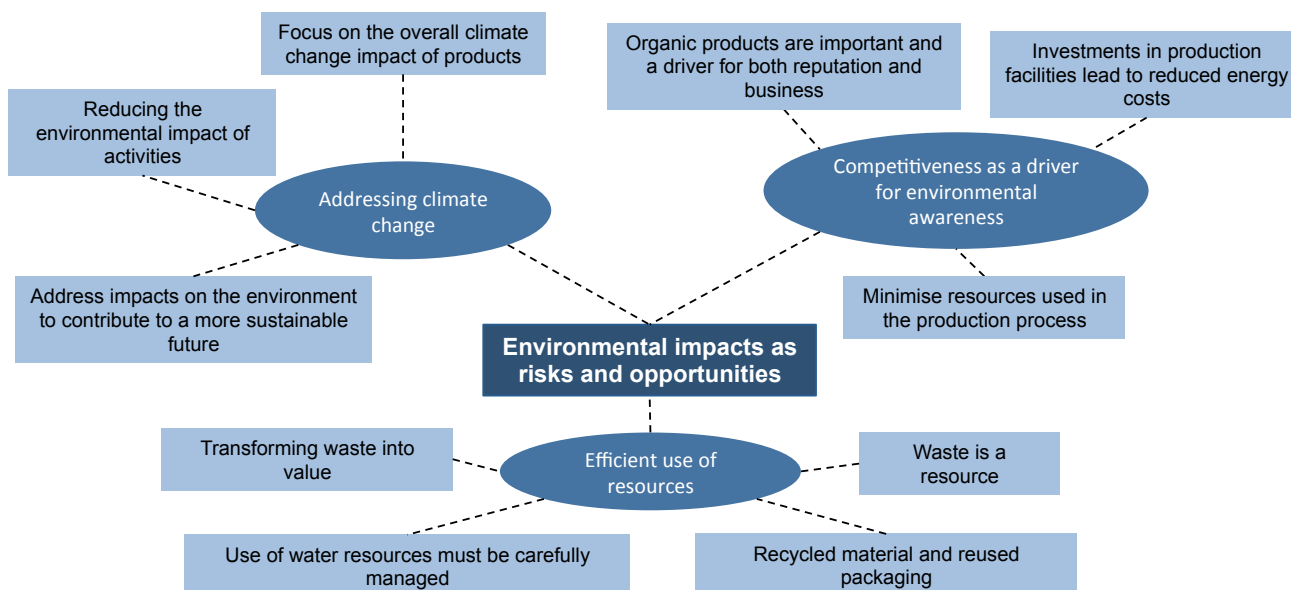 Focus on the overall climate
change impact of products
Reducing the
environmental impact of
activities
Addressing climate
change
Address impacts on the environment
to contribute to a more sustainable
future
Organic products are important and
a driver for both reputation and
business
Investments in production
facilities lead to reduced energy
costs
Competitiveness as a driver
for environmental
awareness
Minimise resources used in
the production process
Environmental impacts as
risks and opportunities
Transforming waste into
value
Efficient use of
resources
Waste is a
resource
Use of water resources must be carefully
managed
Recycled material and reused
packaging